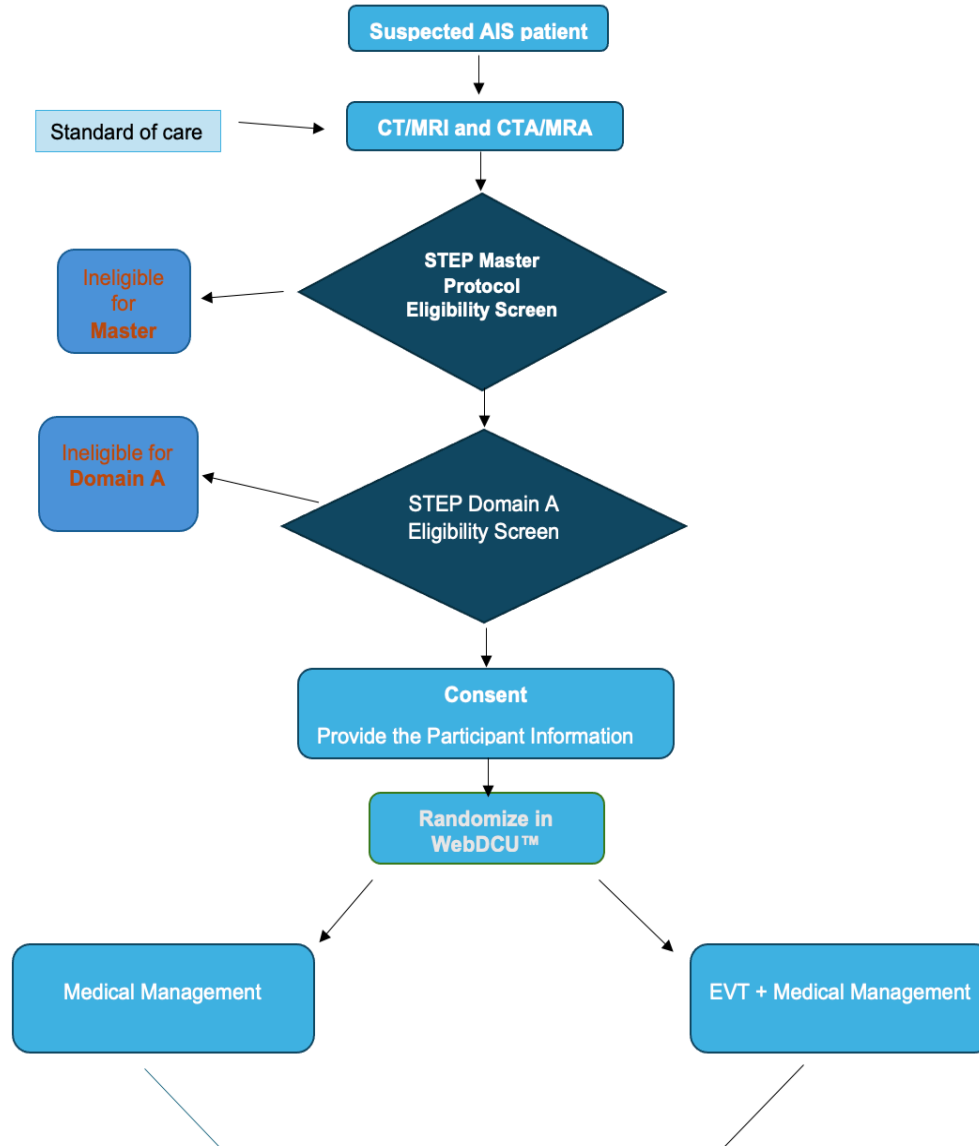 Suspected AIS patient
Standard of care
CT/MRI and CTA/MRA
STEP Master
Protocol
Eligibility Screen
Ineligible
for
Master
Ineligible for
Domain A
STEP Domain A
Eligibility Screen
Consent
Provide the Participant Information
Randomize in
WebDCU™
Medical Management
EVT + Medical Management